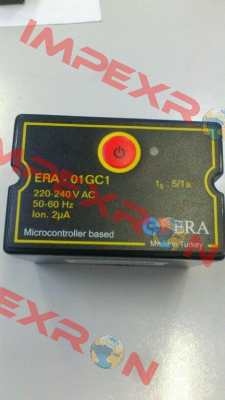 IMPEXRON
ERA - 01GC1
220-240 V AC
50-60 Hz
Ion. 2µA
Microcontroller based
ts - 5/1s
ERA
Made in Turkey
IMPEXRON